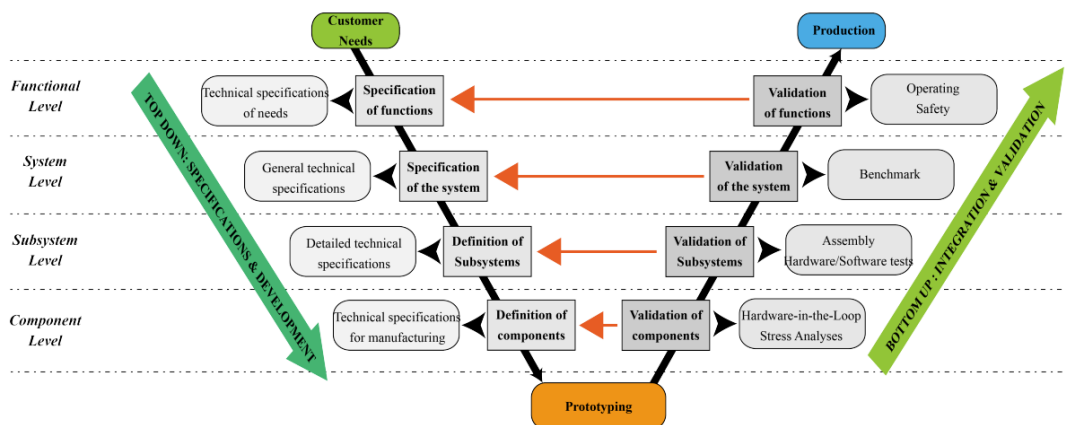 Customer
Needs
Production
Functional
Level
Technical specifications
of needs
Specification
of functions
Validation
of functions
Operating
Safety
System
Level
General technical
specifications
Specification
of the system
Validation
of the system
Benchmark
Subsystem
Level
Detailed technical
specifications
Definition of
Subsystems
Validation of
Subsystems
Assembly
Hardware/Software tests
Component
Level
Technical specifications
for manufacturing
Definition of
components
Validation of
components
Hardware-in-the-Loop
Stress Analyses
Prototyping
TOP DOWN: SPECIFICATIONS & DEVELOPMENT
BOTTOM UP : INTEGRATION & VALIDATION